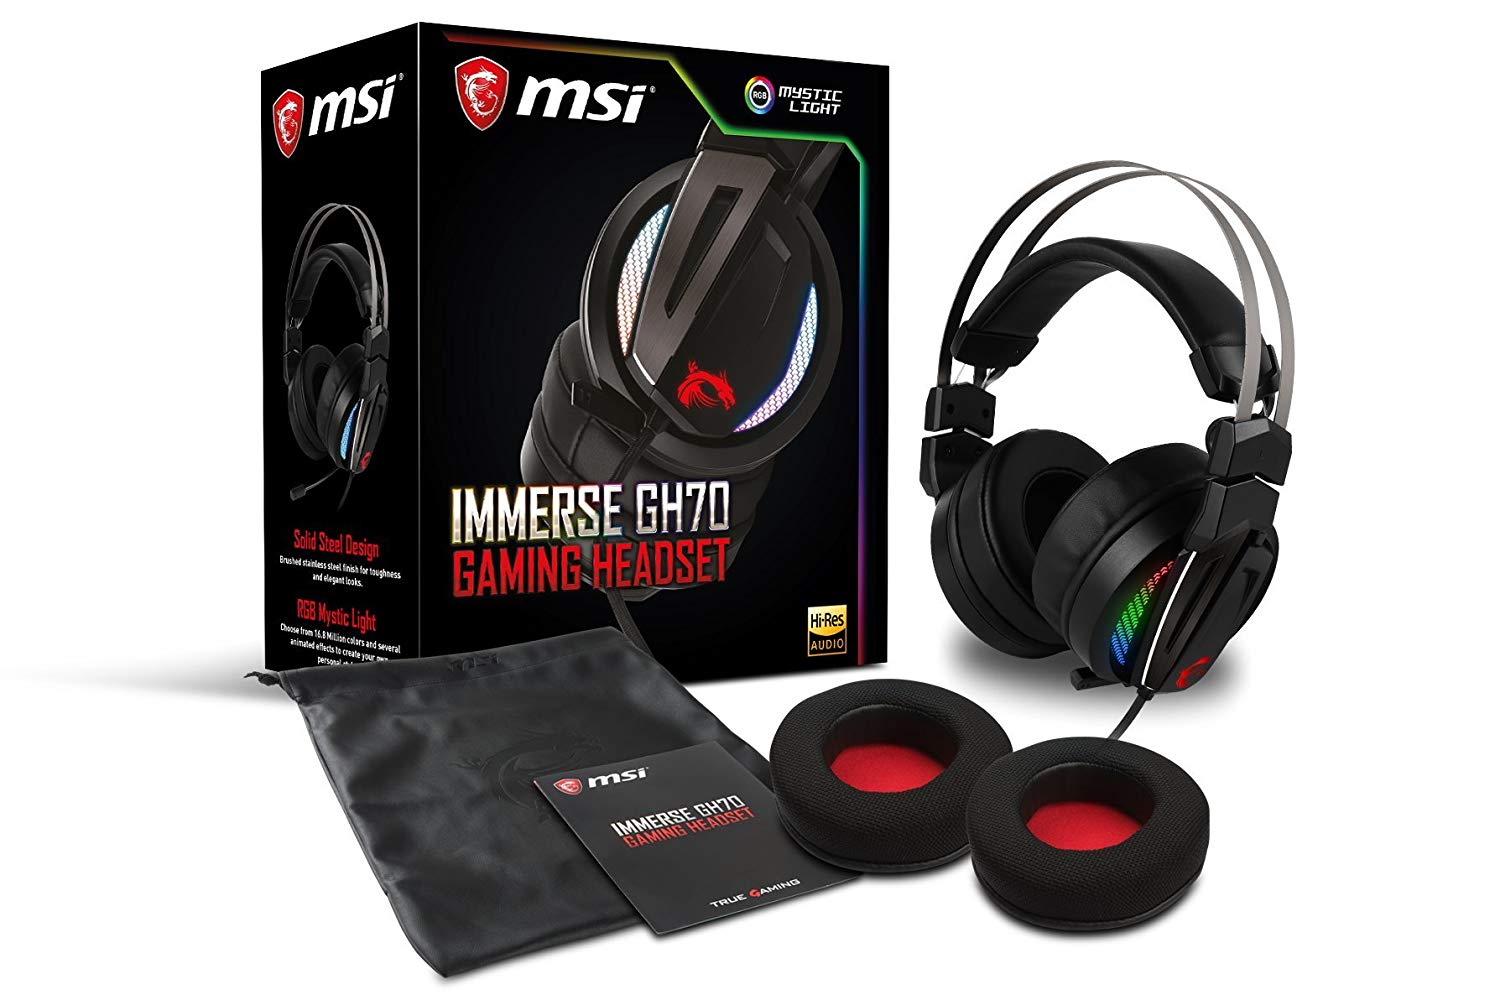 msi
Solid Steel Design
Brushed stainless steel finish for toughness
and elegant looks.
RGB Mystic Light
Choose from 16.8 Million colors and several
animated effects to create your own
personal
msi
RGB
MYSTIC
LIGHT
IMMERSE GH70
GAMING HEADSET
Hi-Res
AUDIO
msi
msi
IMMERSE GH70
GAMING HEADSET
TRUE GAMING